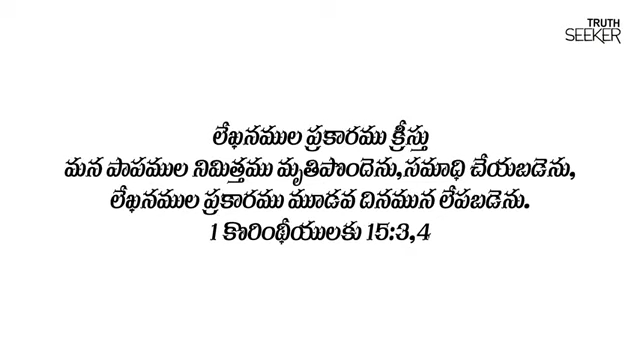 TRUTH
SEEKER
లేఖనముల ప్రకారము క్రీస్తు
మన పాపముల నిమిత్తము మృతిపొందెను,సమాధి చేయబడెను,
లేఖనముల ప్రకారము మూడవ దినమున లేపబడెను.
1 కొరింథీయులకు 15:3,4